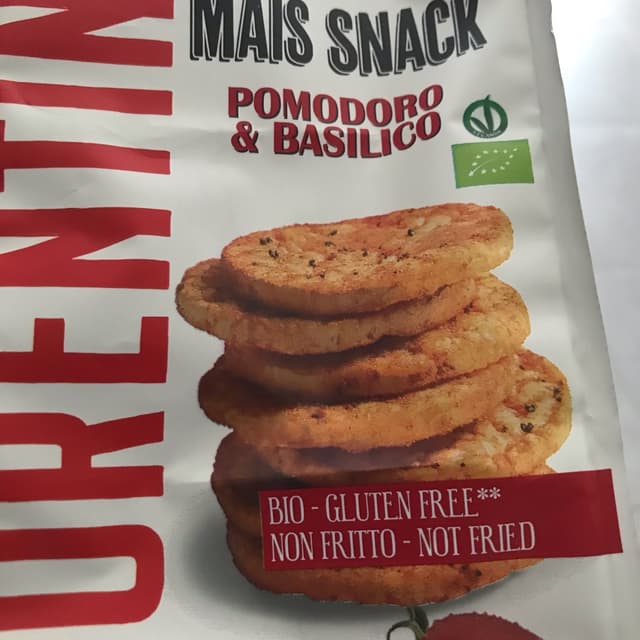 MAIS SNACK
POMODORO
& BASILICO
BIO - GLUTEN FREE**
NON FRITTO - NOT FRIED